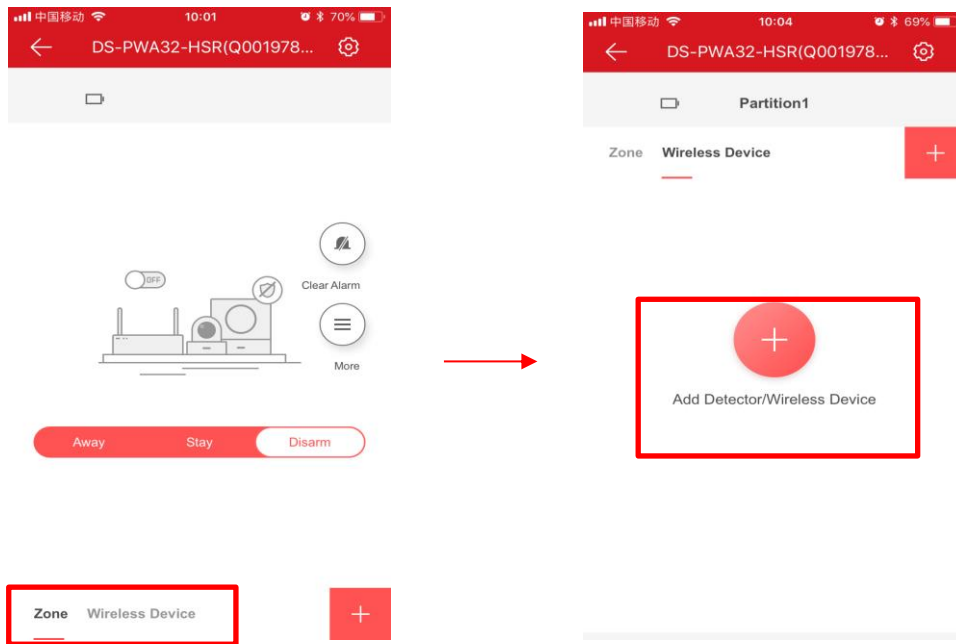 中国移动 10:01 70%
DS-PWA32-HSR(Q001978...
OFF
Clear Alarm
More
Away Stay Disarm
Zone Wireless Device
中国移动 10:04 69%
DS-PWA32-HSR(Q001978...
Partition1
Zone Wireless Device
Add Detector/Wireless Device